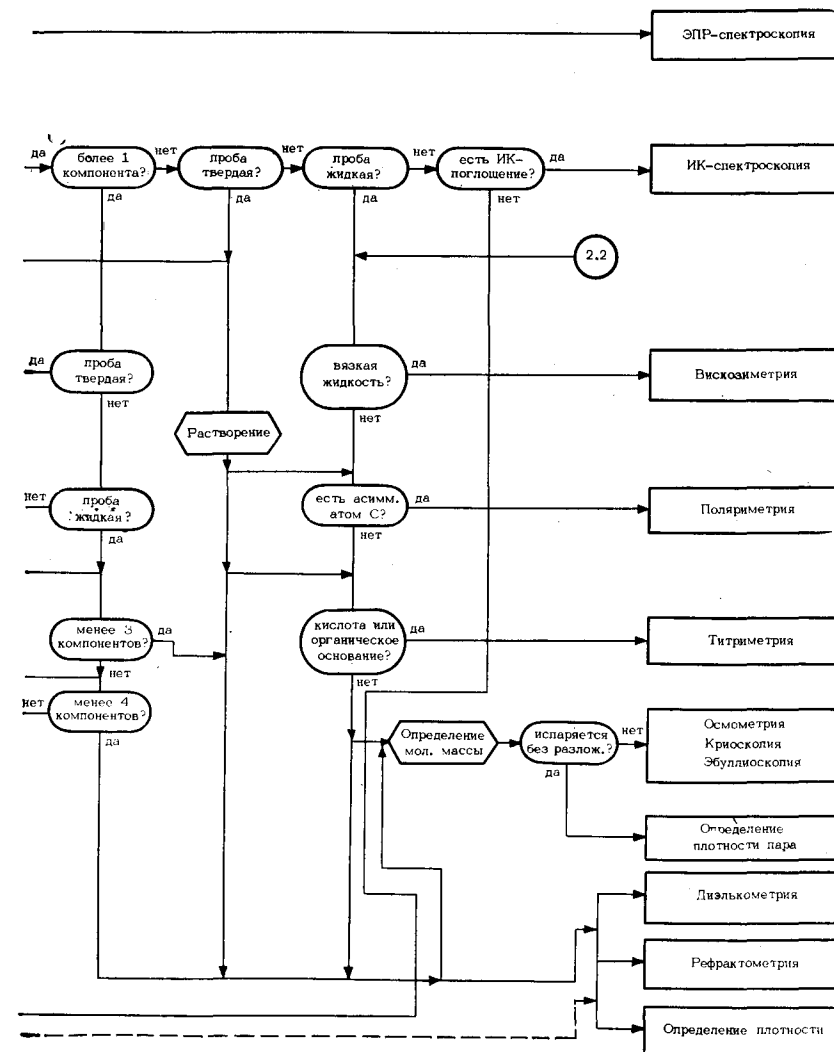 ЭПР-спектроскопия
да
более 1
компонента?
нет
проба
твердая?
нет
проба
жидкая?
нет
есть ИК-
поглощение?
да
ИК-спектроскопия
да
да
да
нет
2.2
да
проба
твердая?
нет
вязкая
жидкость?
да
Вискозиметрия
нет
Растворение
нет
проба
жидкая?
да
есть асимм.
атом С?
да
Поляриметрия
нет
менее 3
компонентов?
да
нет
кислота или
органическое
основание?
да
Титриметрия
нет
нет
менее 4
компонентов?
да
Определение
мол. массы
испаряется
без разлож.?
нет
да
Осмометрия
Криоскопия
Эбуллиоскопия
Определение
плотности пара
Диэлькометрия
Рефрактометрия
Определение плотности